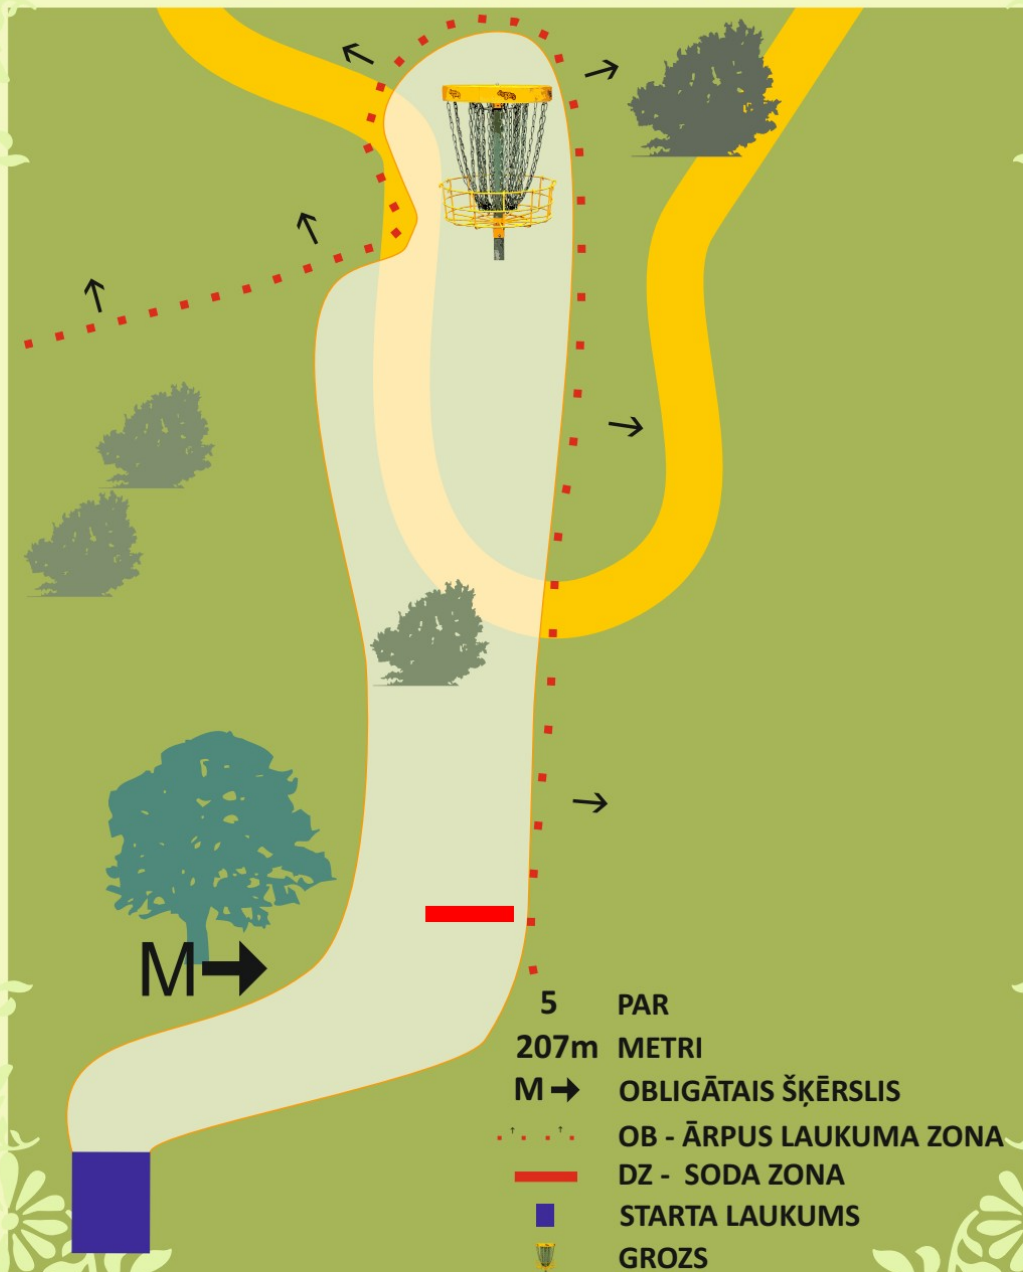 M
5 PAR
207m METRI
M OBLIGĀTAIS ŠĶĒRSLIS
OB - ĀRPUS LAUKUMA ZONA
DZ - SODA ZONA
STARTA LAUKUMS
GROZS